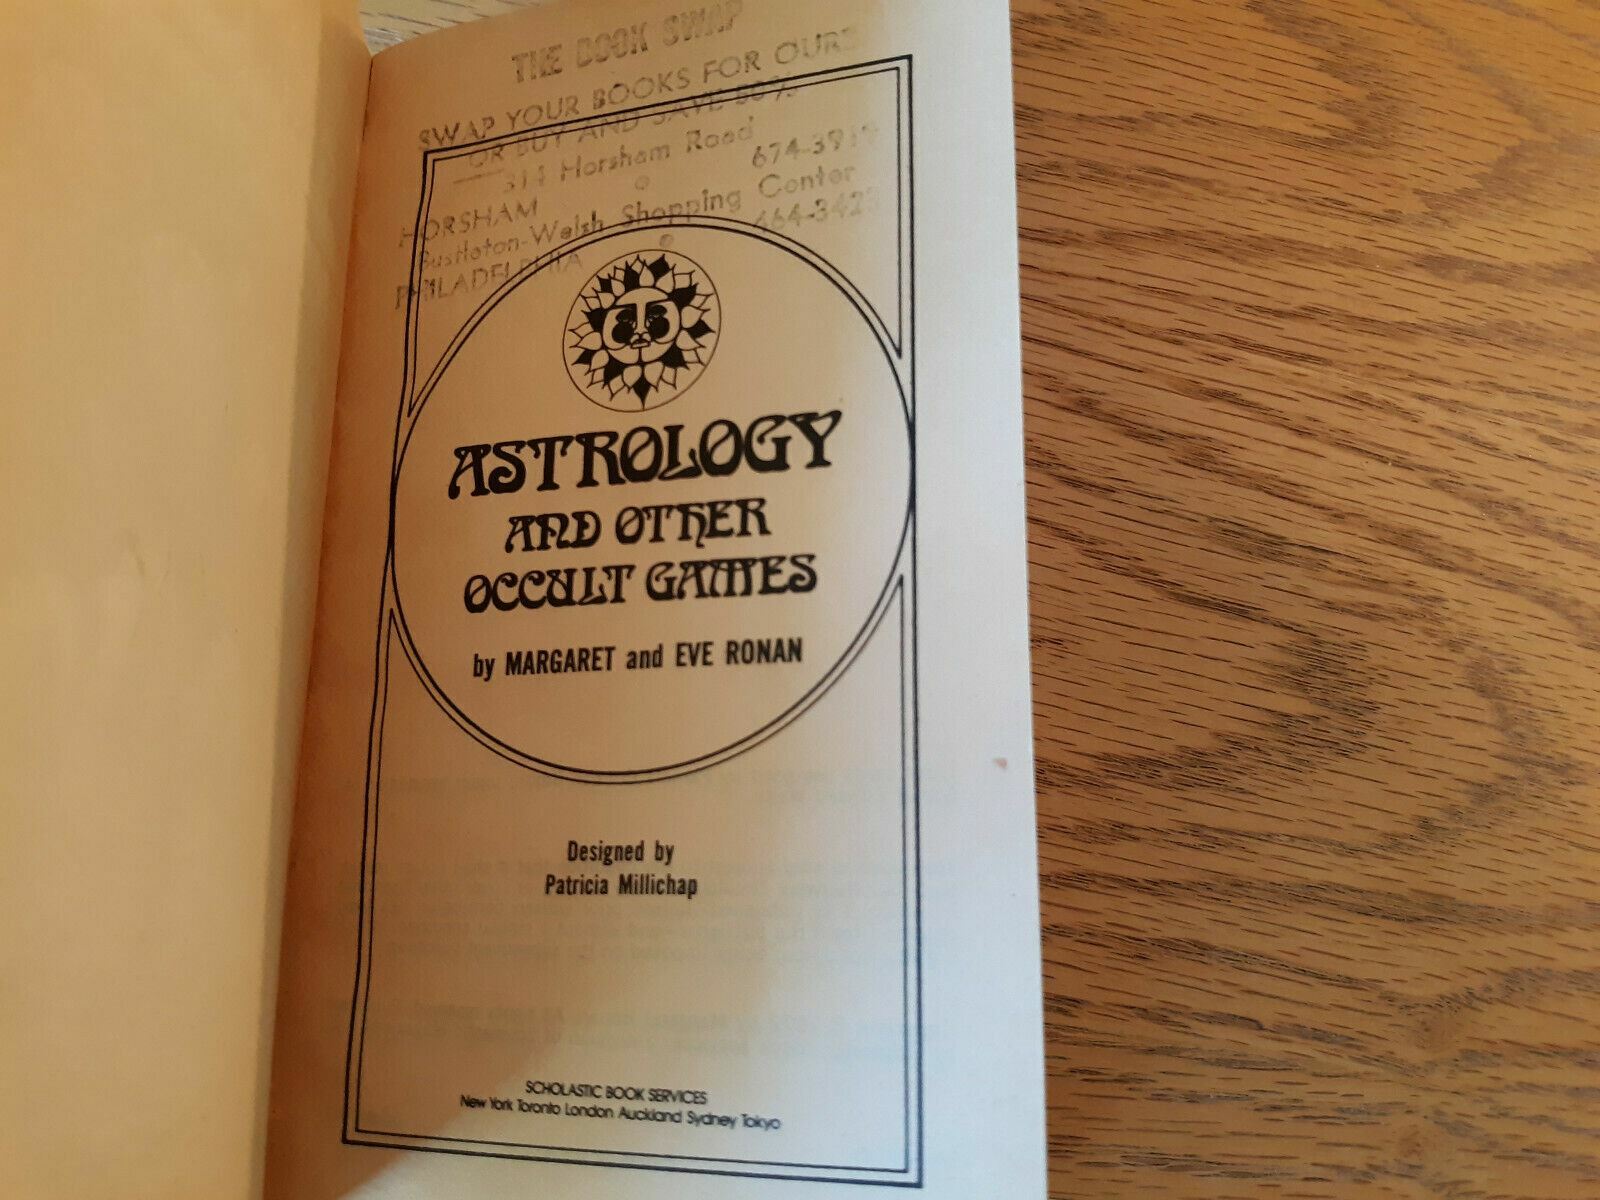 THE BOOK SWAP
SWAP YOUR BOOKS FOR OURS
OR BUY AND SAVE 50%
314 Horsham Road
HORSHAM 674-3919
Bustleton-Welsh Shopping Center
PHILADELPHIA 464-3423
ASTROLOGY
AND OTHER
OCCULT GAMES
by MARGARET and EVE RONAN
Designed by
Patricia Millichap
SCHOLASTIC BOOK SERVICES
New York Toronto London Auckland Sydney Tokyo